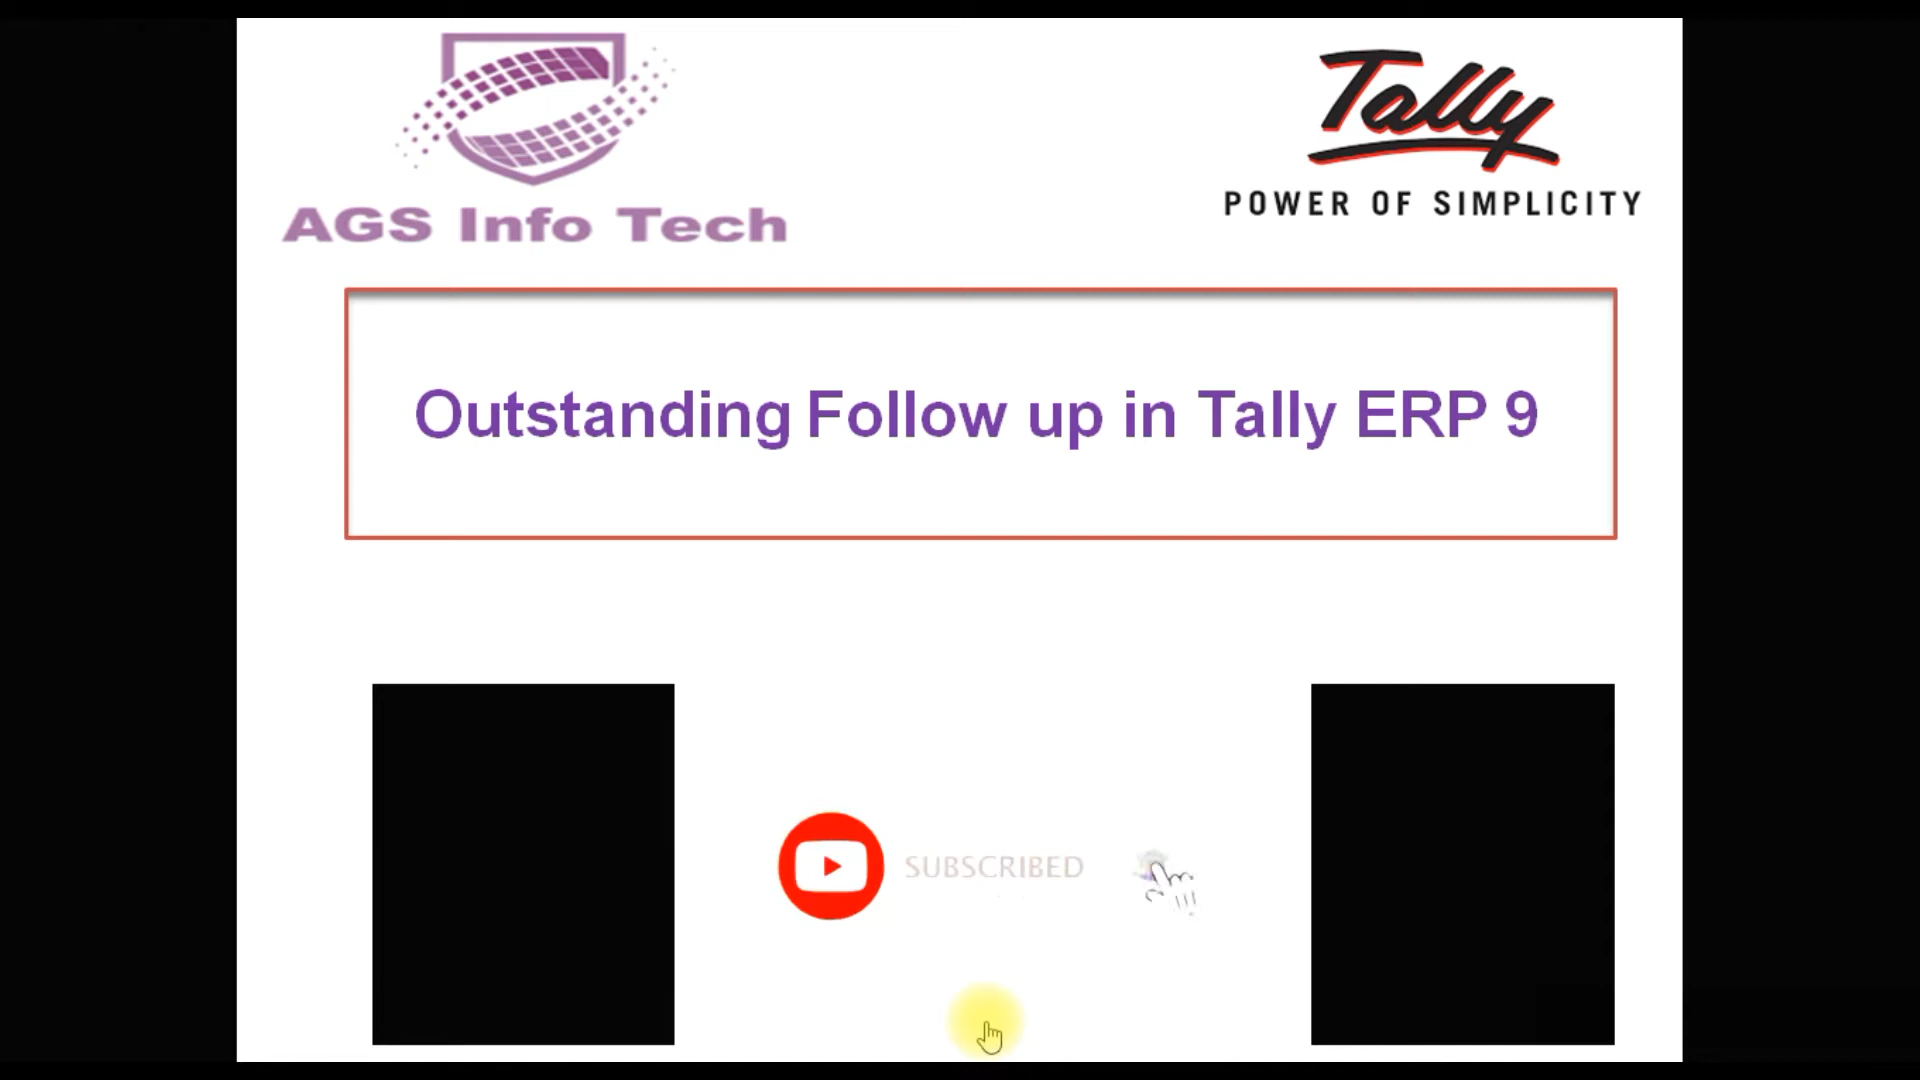 Tally
POWER OF SIMPLICITY
AGS Info Tech
Outstanding Follow up in Tally ERP 9
SUBSCRIBED